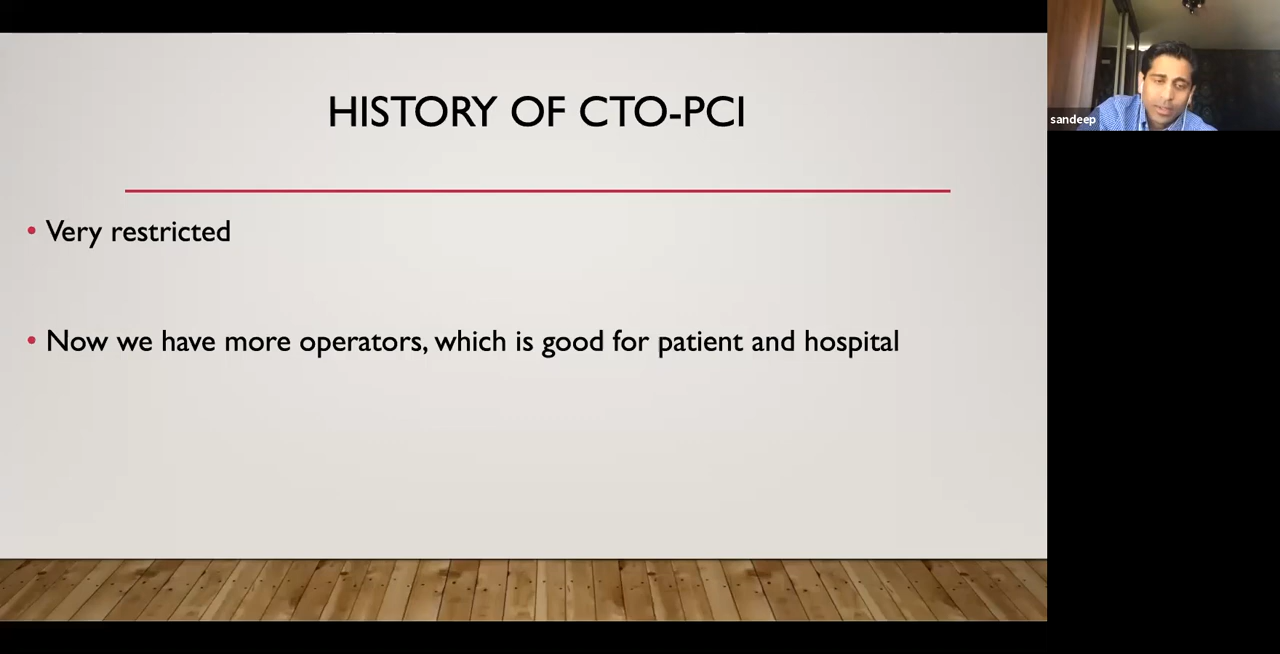 HISTORY OF CTO-PCI
• Very restricted
• Now we have more operators, which is good for patient and hospital
sandeep